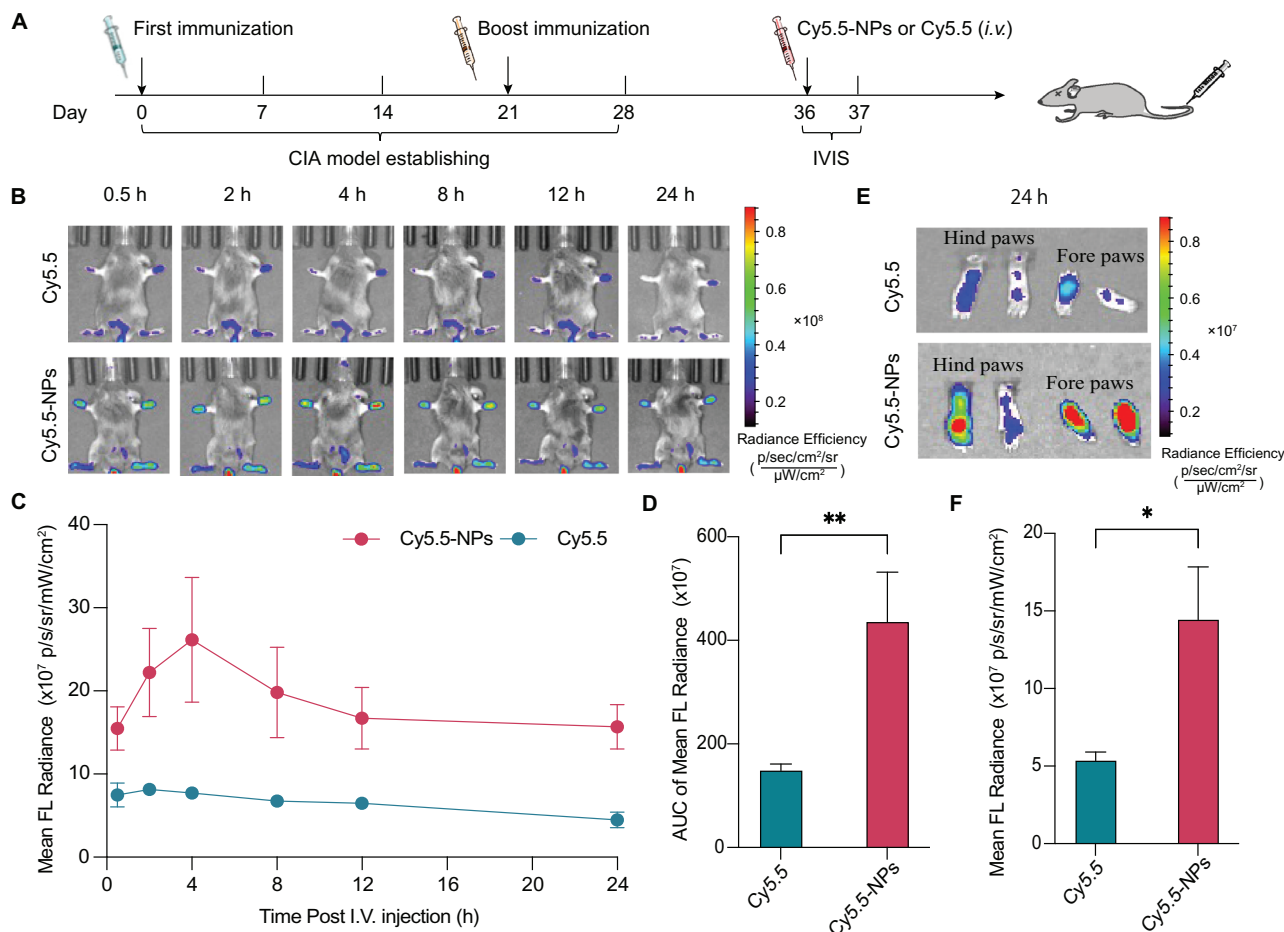 A
First immunization
Boost immunization
Cy5.5-NPs or Cy5.5 (i.v.)
Day
0
7
14
21
28
36
37
CIA model establishing
IVIS
B
0.5 h
2 h
4 h
8 h
12 h
24 h
Cy5.5
Cy5.5-NPs
0.8
0.6
×10⁸
0.4
0.2
Radiance Efficiency
( p/sec/cm²/sr / µW/cm² )
E
24 h
Cy5.5
Hind paws
Fore paws
Cy5.5-NPs
Hind paws
Fore paws
0.8
0.6
×10⁷
0.4
0.2
Radiance Efficiency
( p/sec/cm²/sr / µW/cm² )
C
Mean FL Radiance (x10⁷ p/s/sr/mW/cm²)
40
30
20
10
0
Cy5.5-NPs
Cy5.5
0
4
8
12
16
20
24
Time Post I.V. injection (h)
D
AUC of Mean FL Radiance (x10⁷)
600
400
200
0
**
Cy5.5
Cy5.5-NPs
F
Mean FL Radiance (x10⁷ p/s/sr/mW/cm²)
20
15
10
5
0
*
Cy5.5
Cy5.5-NPs